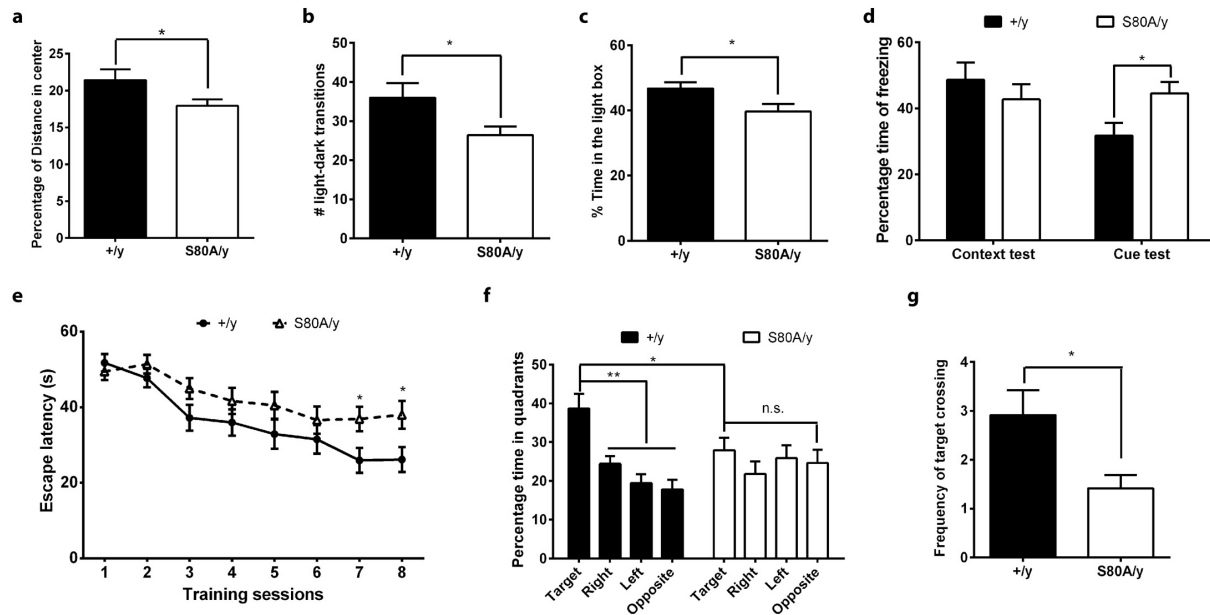 a
Percentage of Distance in center
25
20
15
10
5
0
*
+/y
S80A/y
b
# light-dark transitions
50
40
30
20
10
0
*
+/y
S80A/y
c
% Time in the light box
60
40
20
0
*
+/y
S80A/y
d
+/y
S80A/y
Percentage time of freezing
60
40
20
0
*
Context test
Cue test
e
+/y
S80A/y
Escape latency (s)
60
40
20
0
*
*
1 2 3 4 5 6 7 8
Training sessions
f
+/y
S80A/y
Percentage time in quadrants
50
40
30
20
10
0
*
**
n.s.
Target
Right
Left
Opposite
Target
Right
Left
Opposite
g
Frequency of target crossing
4
3
2
1
0
*
+/y
S80A/y